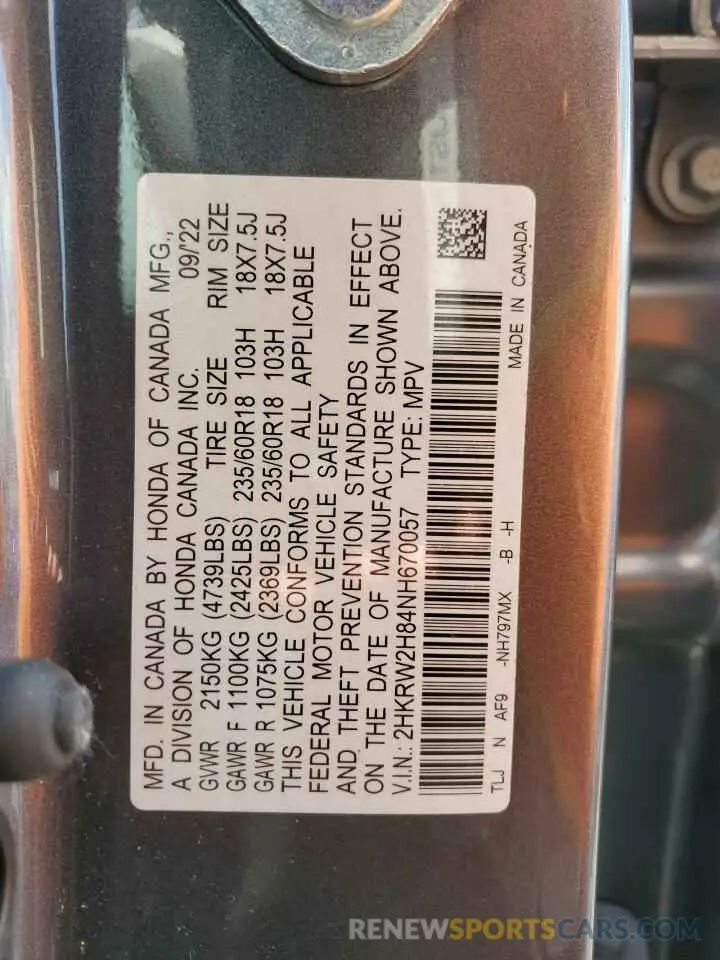 MFD. IN CANADA BY HONDA OF CANADA MFG.,
A DIVISION OF HONDA CANADA INC. 09/'22
GVWR 2150KG (4739LBS) TIRE SIZE RIM SIZE
GAWR F 1100KG (2425LBS) 235/60R18 103H 18X7.5J
GAWR R 1075KG (2369LBS) 235/60R18 103H 18X7.5J
THIS VEHICLE CONFORMS TO ALL APPLICABLE
FEDERAL MOTOR VEHICLE SAFETY
AND THEFT PREVENTION STANDARDS IN EFFECT
ON THE DATE OF MANUFACTURE SHOWN ABOVE.
V.I.N.: 2HKRW2H84NH670057 TYPE: MPV
TLJ N AF9 -NH797MX -B -H MADE IN CANADA
RENEWSPORTSCARS.COM